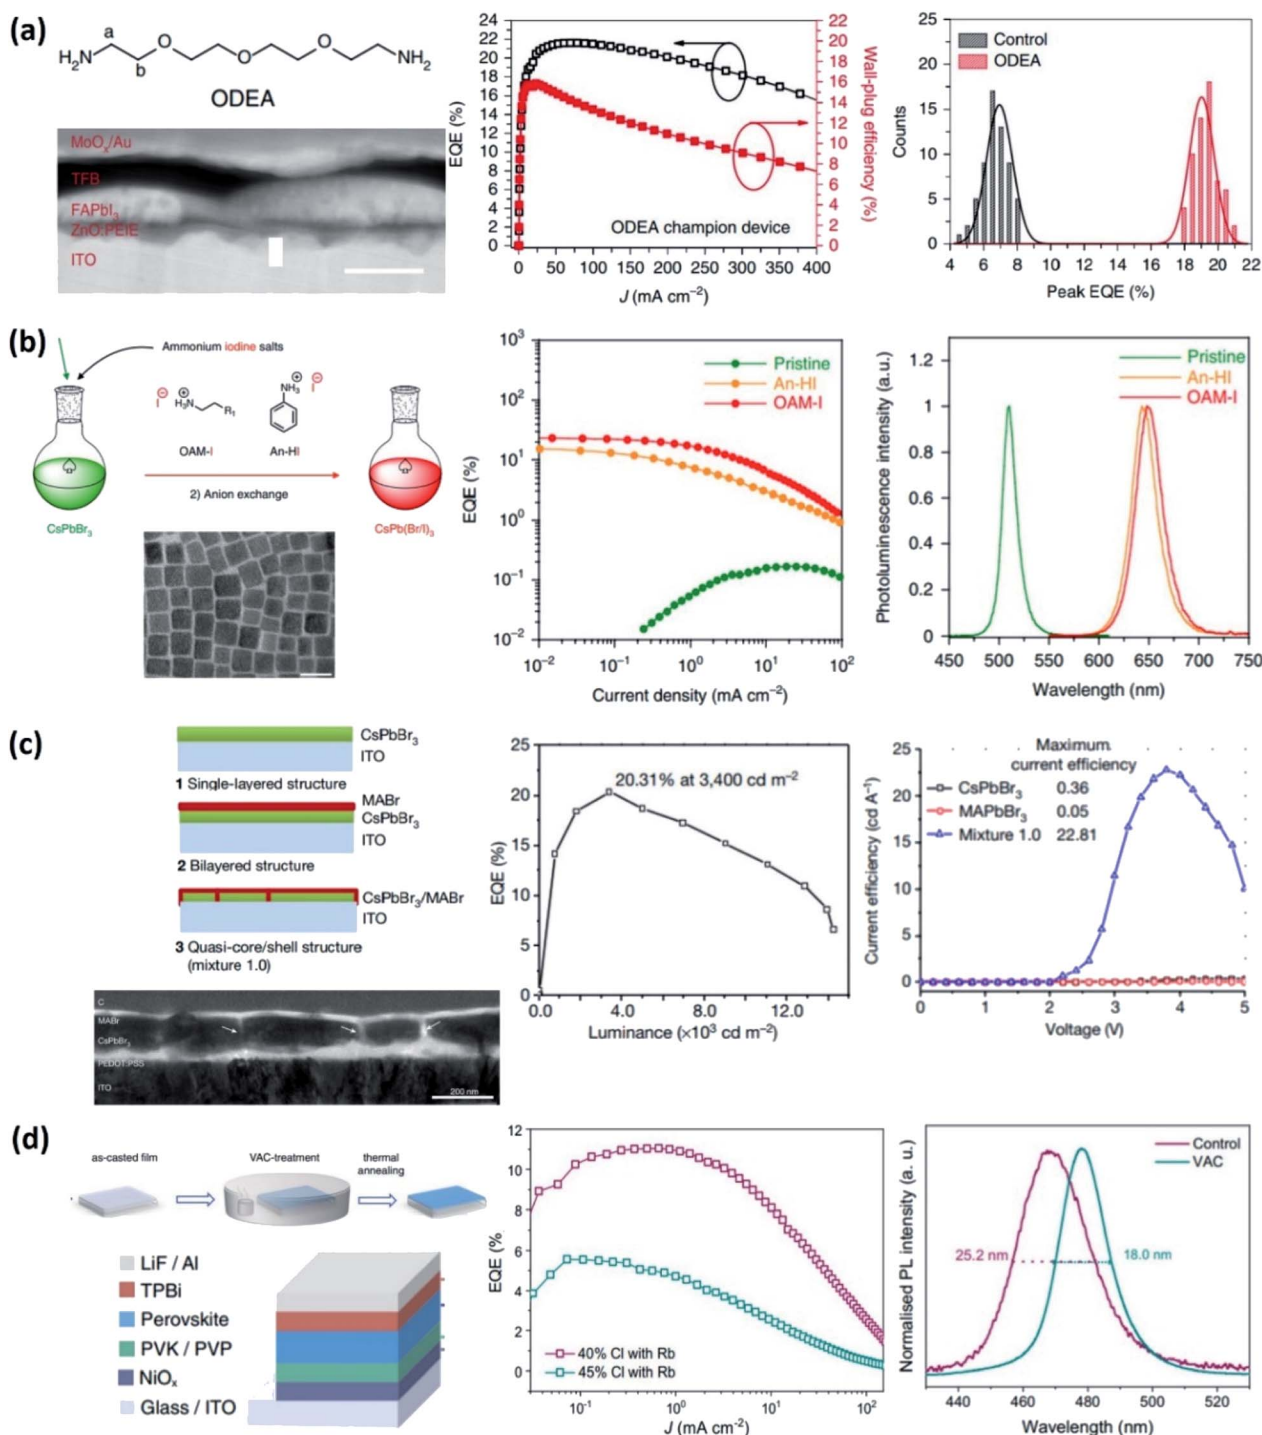 (a)
a
H2N
b
O
O
O
NH2
ODEA
MoOx/Au
TFB
FAPbI3
ZnO:PEIE
ITO
24
22
20
18
16
14
12
10
8
6
4
2
0
EQE (%)
0 50 100 150 200 250 300 350 400
J (mA cm−2)
ODEA champion device
24
22
20
18
16
14
12
10
8
6
4
2
0
Wall-plug efficiency (%)
25
20
15
10
5
0
Counts
Control
ODEA
4 6 8 10 12 14 16 18 20 22
Peak EQE (%)
(b)
Ammonium iodine salts
I− H3N+ R1
NH3+ I−
OAM-I
An-HI
2) Anion exchange
CsPbBr3
CsPb(Br/I)3
10^3
10^2
10^1
10^0
10^−1
10^−2
EQE (%)
Pristine
An-HI
OAM-I
10^−2 10^−1 10^0 10^1 10^2
Current density (mA cm−2)
1.2
1
0.8
0.6
0.4
0.2
0
Photoluminescence intensity (a.u.)
Pristine
An-HI
OAM-I
450 500 550 600 650 700 750
Wavelength (nm)
(c)
CsPbBr3
ITO
1 Single-layered structure
MABr
CsPbBr3
ITO
2 Bilayered structure
CsPbBr3/MABr
ITO
3 Quasi-core/shell structure
(mixture 1.0)
C
MABr
CsPbBr3
PEDOT:PSS
ITO
200 nm
25
20
15
10
5
0
EQE (%)
20.31% at 3,400 cd m−2
0.0 4.0 8.0 12.0
Luminance (×10^3 cd m−2)
25
20
15
10
5
0
Current efficiency (cd A−1)
Maximum
current efficiency
CsPbBr3 0.36
MAPbBr3 0.05
Mixture 1.0 22.81
0 1 2 3 4 5
Voltage (V)
(d)
as-casted film
VAC-treatment
thermal
annealing
LiF / Al
TPBi
Perovskite
PVK / PVP
NiOx
Glass / ITO
12
10
8
6
4
2
0
EQE (%
40% Cl with Rb
45% Cl with Rb
10^−1 10^0 10^1 10^2
J (mA cm−2)
Normalised PL intensity (a. u.)
Control
VAC
25.2 nm
18.0 nm
440 460 480 500 520
Wavelength (nm)